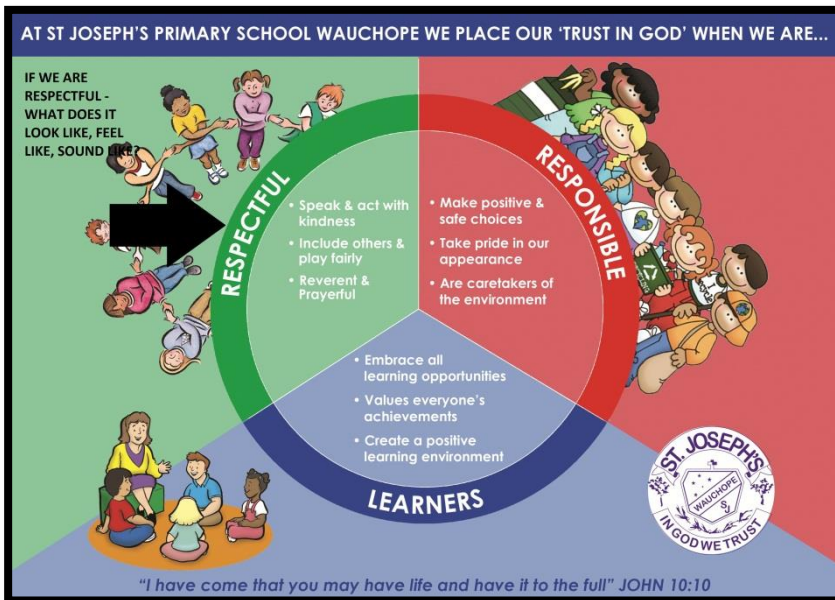 AT ST JOSEPH'S PRIMARY SCHOOL WAUCHOPE WE PLACE OUR 'TRUST IN GOD' WHEN WE ARE...
IF WE ARE
RESPECTFUL -
WHAT DOES IT
LOOK LIKE, FEEL
LIKE, SOUND LIKE?
RESPECTFUL
• Speak & act with
kindness
• Include others &
play fairly
• Reverent &
Prayerful
RESPONSIBLE
• Make positive &
safe choices
• Take pride in our
appearance
• Are caretakers of
the environment
• Embrace all
learning opportunities
• Values everyone's
achievements
• Create a positive
learning environment
LEARNERS
ST. JOSEPH'S
WAUCHOPE
SJ
IN GOD WE TRUST
"I have come that you may have life and have it to the full" JOHN 10:10